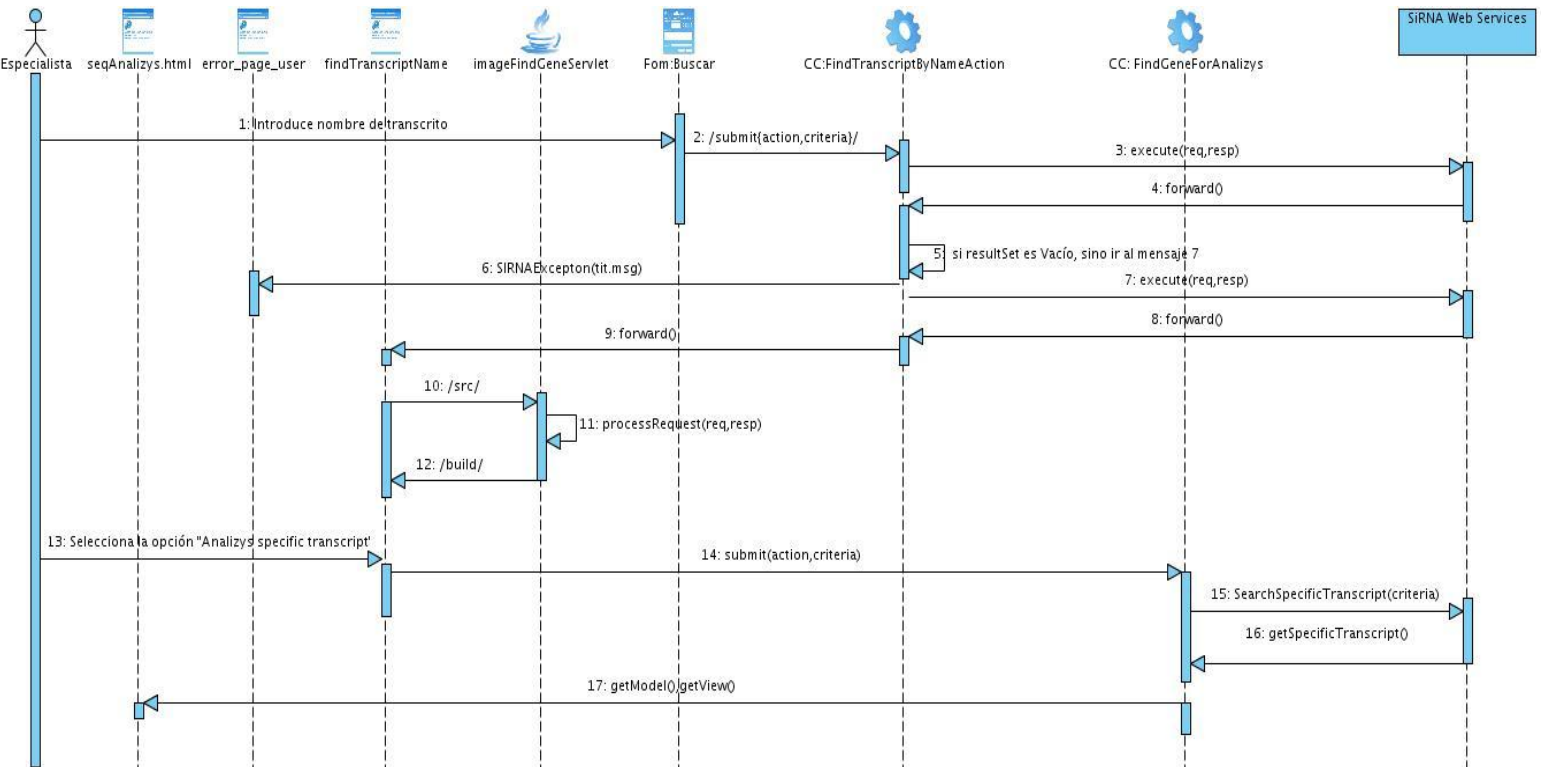 SiRNA Web Services
Especialista
seqAnalizys.html
error_page_user
findTranscriptName
imageFindGeneServlet
Fom:Buscar
CC:FindTranscriptByNameAction
CC: FindGeneForAnalizys
1: Introduce nombre de transcrito
2: /submit{action,criteria}/
3: execute(req,resp)
4: forward()
5: si resultSet es Vacío, sino ir al mensaje 7
6: SIRNAExcepton(tit.msg)
7: execute(req,resp)
8: forward()
9: forward()
10: /src/
11: processRequest(req,resp)
12: /build/
13: Selecciona la opción "Analizys specific transcript"
14: submit(action,criteria)
15: SearchSpecificTranscript(criteria)
16: getSpecificTranscript()
17: getModel(),getView()